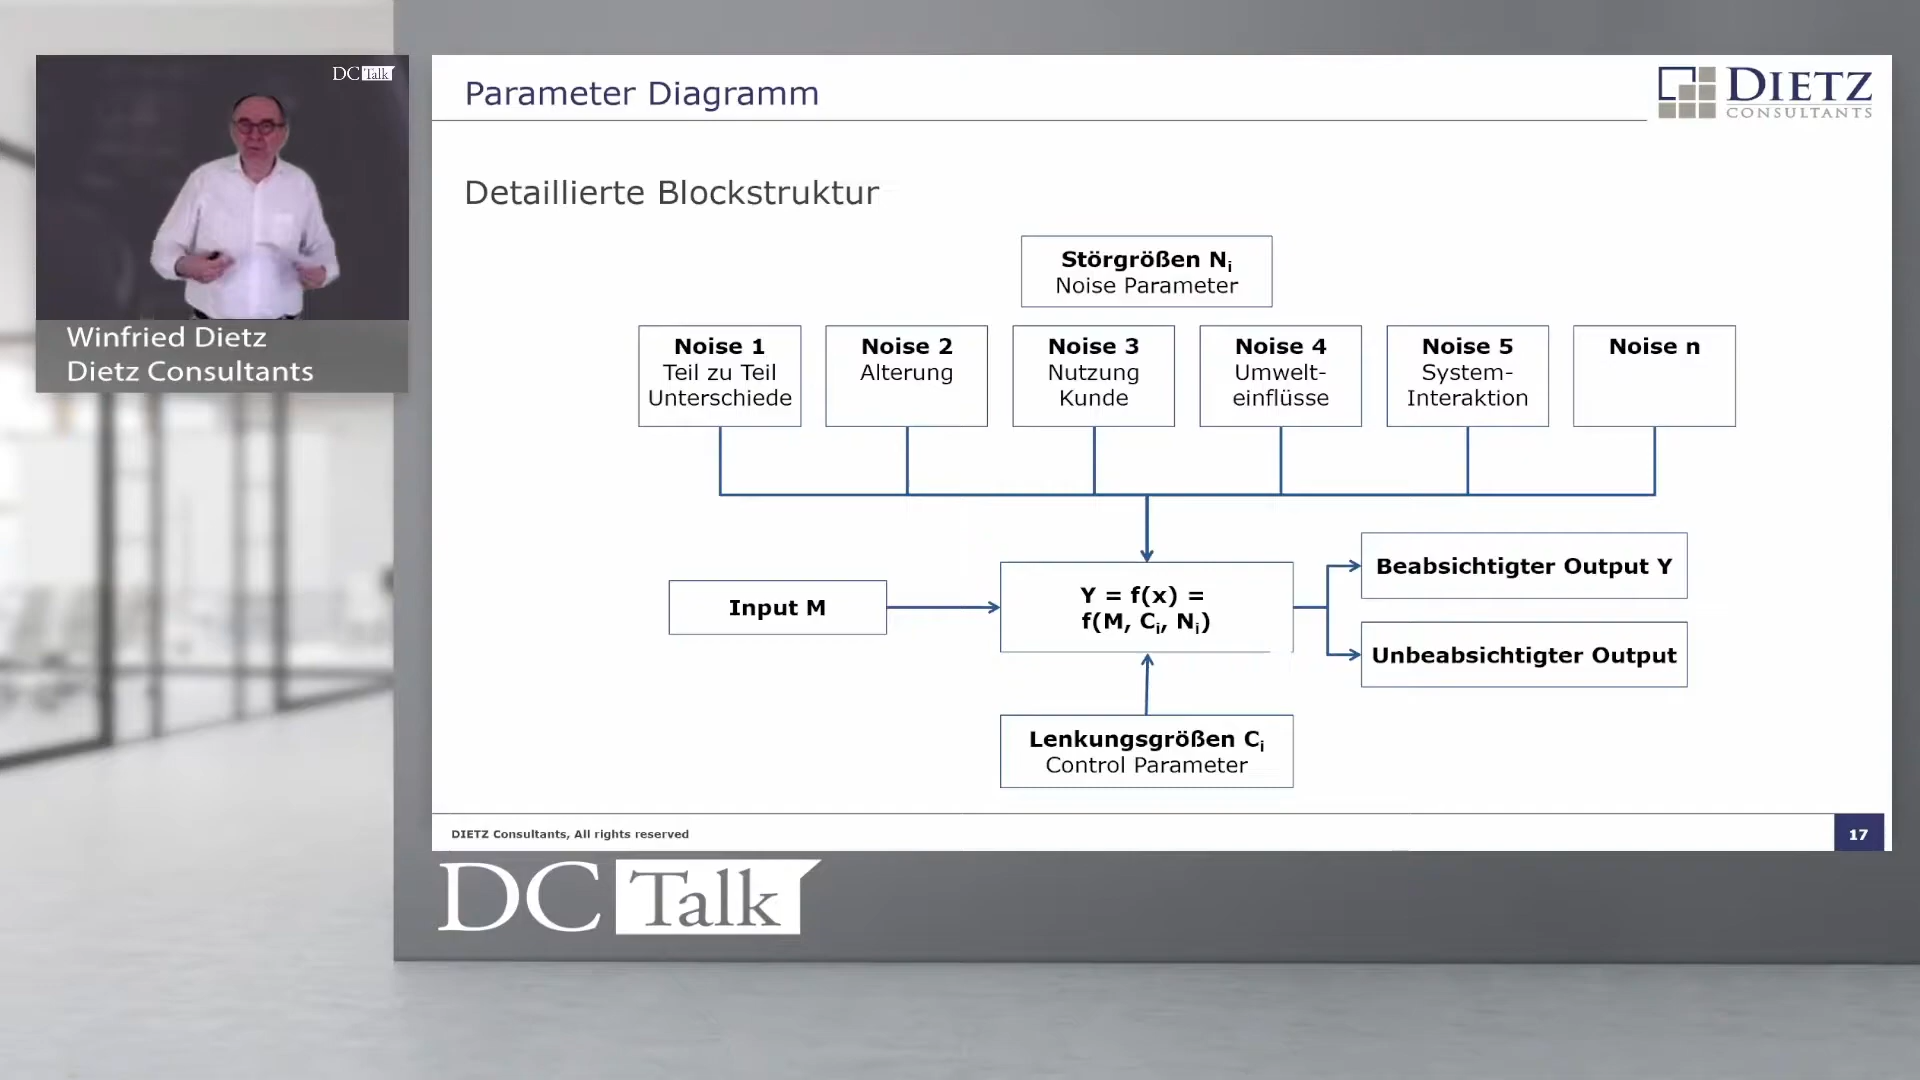 DC Talk
Winfried Dietz
Dietz Consultants
Parameter Diagramm
DIETZ
CONSULTANTS
Detaillierte Blockstruktur
Störgrößen Ni
Noise Parameter
Noise 1
Teil zu Teil
Unterschiede
Noise 2
Alterung
Noise 3
Nutzung
Kunde
Noise 4
Umwelt-
einflüsse
Noise 5
System-
Interaktion
Noise n
Input M
Y = f(x) =
f(M, Ci, Ni)
Beabsichtigter Output Y
Unbeabsichtigter Output
Lenkungsgrößen Ci
Control Parameter
DIETZ Consultants, All rights reserved
17
DC Talk